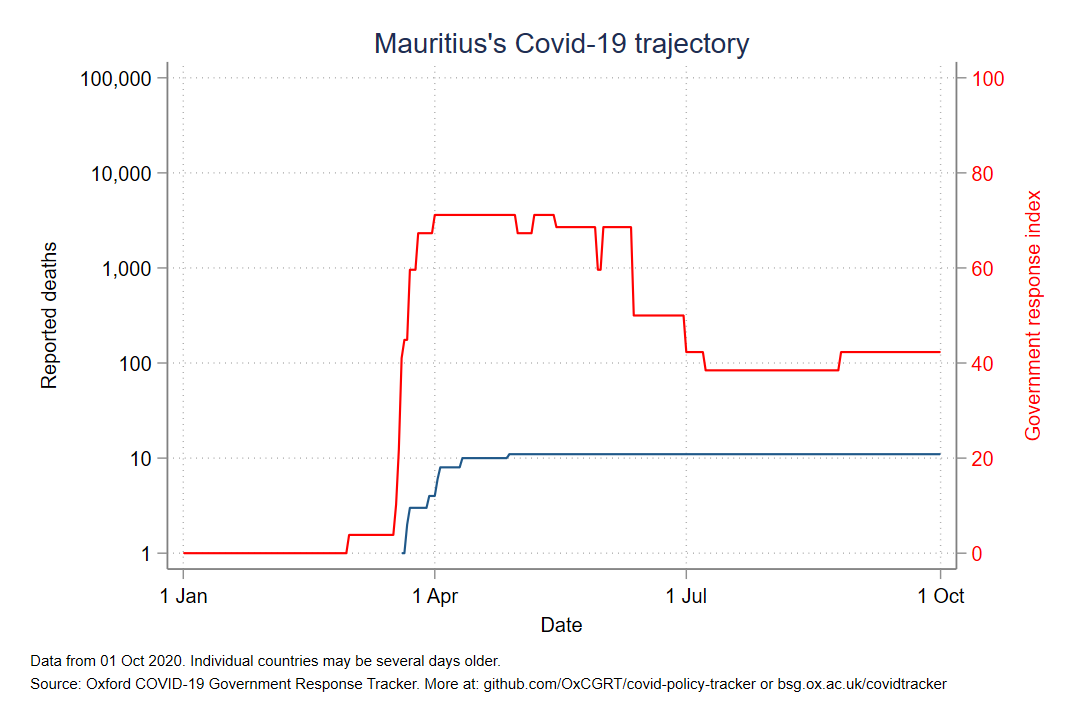 Mauritius's Covid-19 trajectory
100,000
10,000
1,000
100
10
1
Reported deaths
100
80
60
40
20
0
Government response index
1 Jan
1 Apr
1 Jul
1 Oct
Date
Data from 01 Oct 2020. Individual countries may be several days older.
Source: Oxford COVID-19 Government Response Tracker. More at: github.com/OxCGRT/covid-policy-tracker or bsg.ox.ac.uk/covidtracker